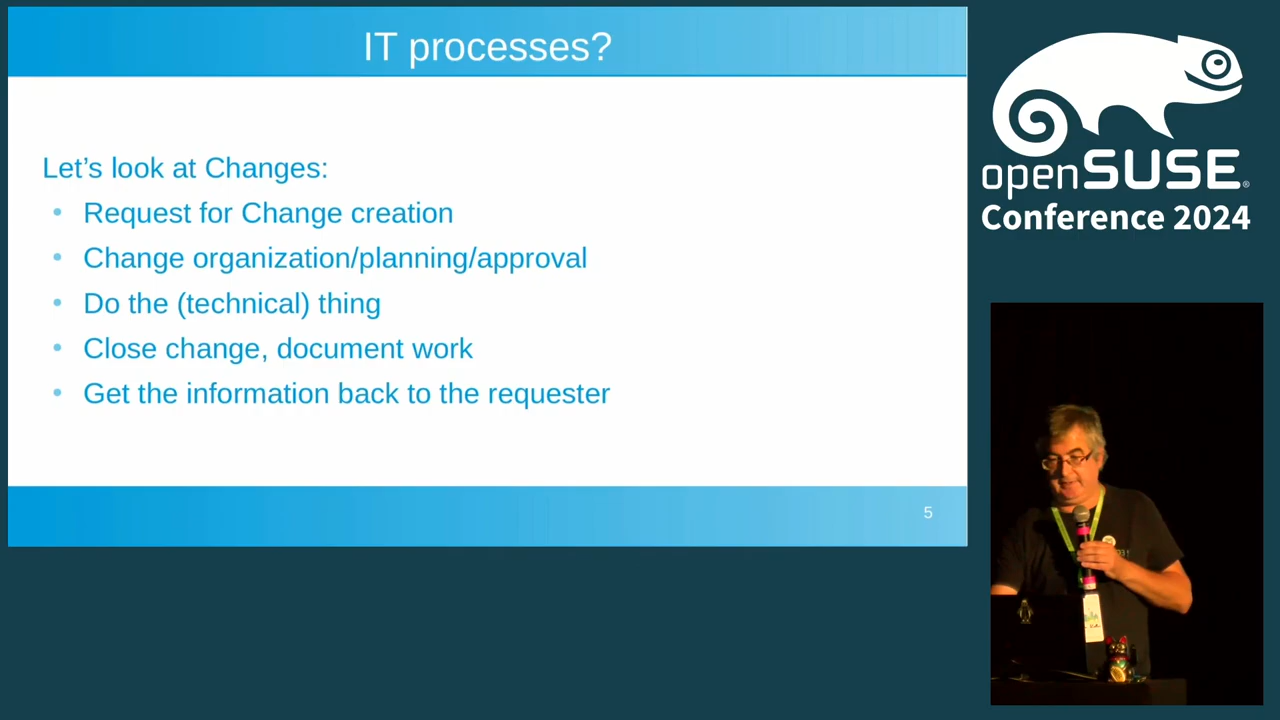 IT processes?
Let's look at Changes:
• Request for Change creation
• Change organization/planning/approval
• Do the (technical) thing
• Close change, document work
• Get the information back to the requester
5
openSUSE®
Conference 2024